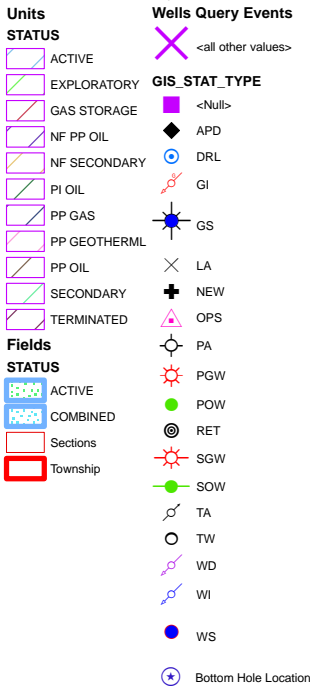 Units
STATUS
ACTIVE
EXPLORATORY
GAS STORAGE
NF PP OIL
NF SECONDARY
PI OIL
PP GAS
PP GEOTHERML
PP OIL
SECONDARY
TERMINATED
Fields
STATUS
ACTIVE
COMBINED
Sections
Township
Wells Query Events
<all other values>
GIS_STAT_TYPE
<Null>
APD
DRL
GI
GS
LA
NEW
OPS
PA
PGW
POW
RET
SGW
SOW
TA
TW
WD
WI
WS
Bottom Hole Location